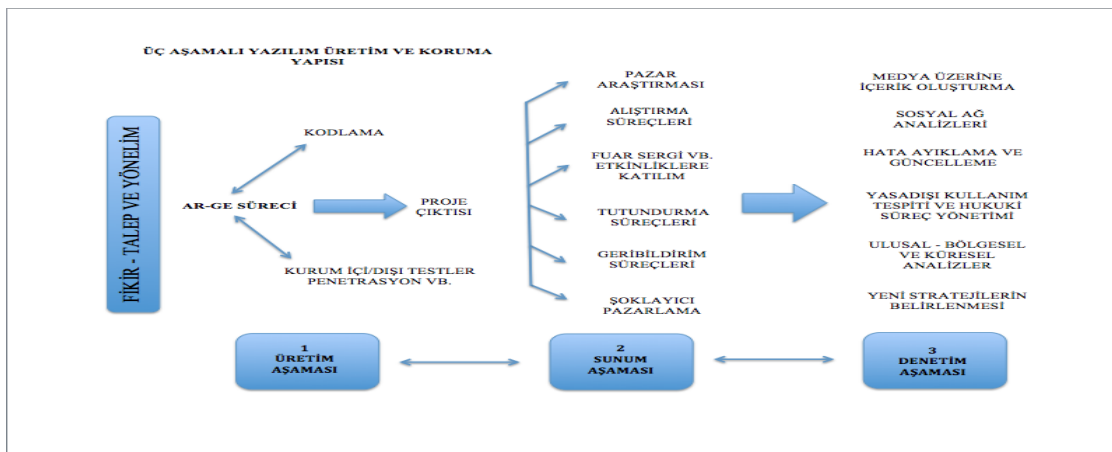 ÜÇ AŞAMALI YAZILIM ÜRETİM VE KORUMA
YAPISI
FİKİR - TALEP VE YÖNELİM
KODLAMA
AR-GE SÜRECİ
PROJE
ÇIKTISI
KURUM İÇİ/DIŞI TESTLER
PENETRASYON VB.
PAZAR
ARAŞTIRMASI
ALIŞTIRMA
SÜREÇLERİ
FUAR SERGİ VB.
ETKİNLİKLERE
KATILIM
TUTUNDURMA
SÜREÇLERİ
GERİBİLDİRİM
SÜREÇLERİ
ŞOKLAYICI
PAZARLAMA
MEDYA ÜZERİNE
İÇERİK OLUŞTURMA
SOSYAL AĞ
ANALİZLERİ
HATA AYIKLAMA VE
GÜNCELLEME
YASADIŞI KULLANIM
TESPİTİ VE HUKUKİ
SÜREÇ YÖNETİMİ
ULUSAL - BÖLGESEL
VE KÜRESEL
ANALİZLER
YENİ STRATEJİLERİN
BELİRLENMESİ
1
ÜRETİM
AŞAMASI
2
SUNUM
AŞAMASI
3
DENETİM
AŞAMASI